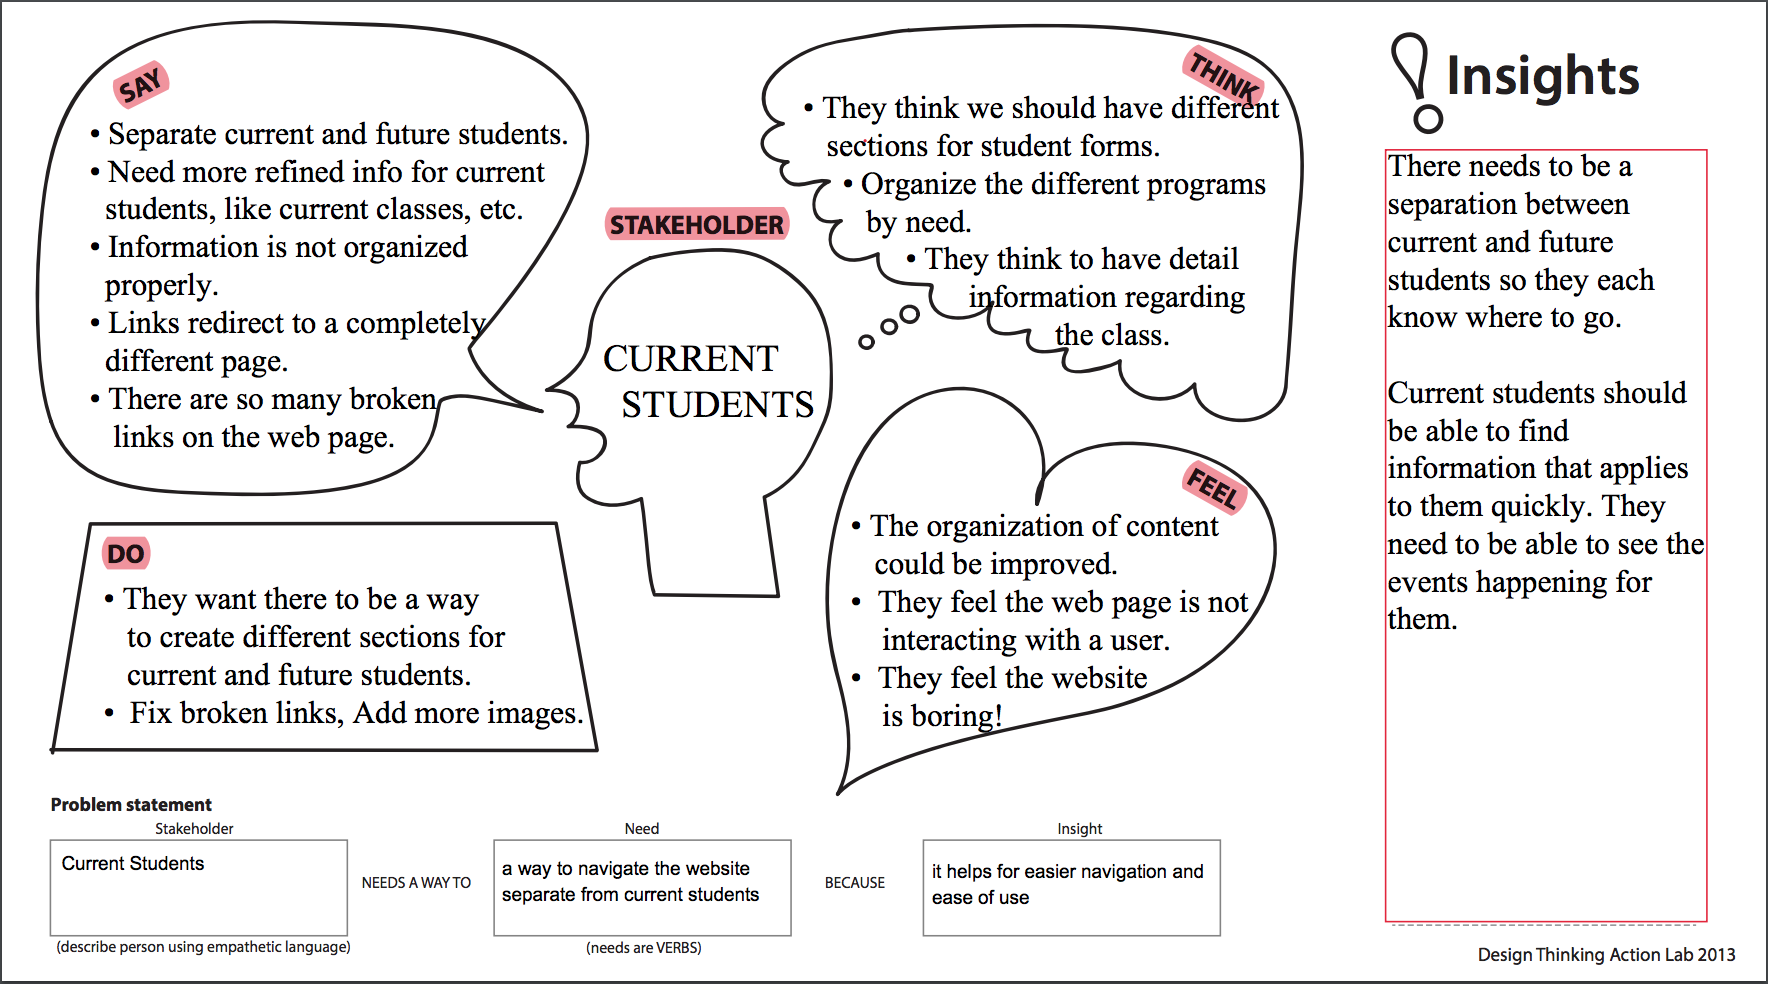 SAY
• Separate current and future students.
• Need more refined info for current
students, like current classes, etc.
• Information is not organized
properly.
• Links redirect to a completely
different page.
• There are so many broken
links on the web page.
STAKEHOLDER
CURRENT
STUDENTS
THINK
• They think we should have different
sections for student forms.
• Organize the different programs
by need.
• They think to have detail
information regarding
the class.
DO
• They want there to be a way
to create different sections for
current and future students.
• Fix broken links, Add more images.
FEEL
• The organization of content
could be improved.
• They feel the web page is not
interacting with a user.
• They feel the website
is boring!
Insights
There needs to be a
separation between
current and future
students so they each
know where to go.
Current students should
be able to find
information that applies
to them quickly. They
need to be able to see the
events happening for
them.
Problem statement
Stakeholder
Current Students
(describe person using empathetic language)
NEEDS A WAY TO
Need
a way to navigate the website
separate from current students
(needs are VERBS)
BECAUSE
Insight
it helps for easier navigation and
ease of use
Design Thinking Action Lab 2013